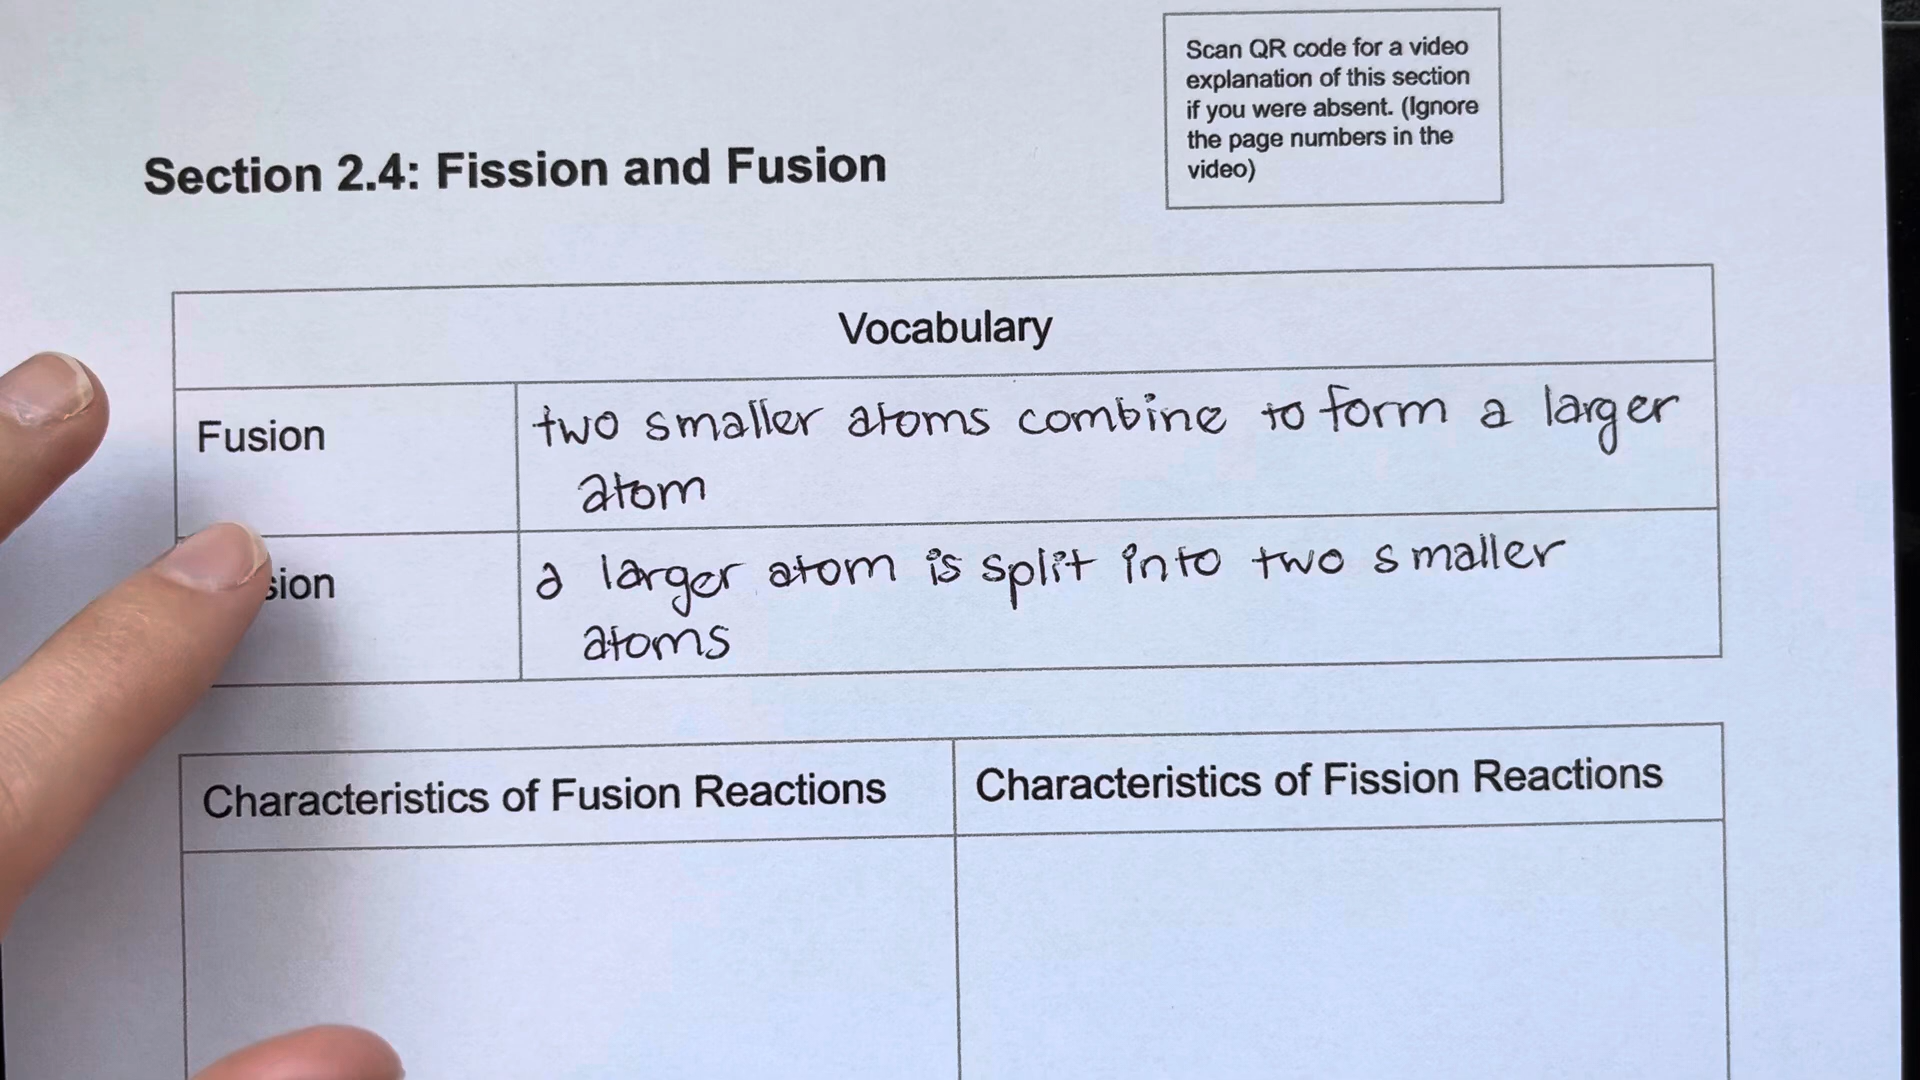 Scan QR code for a video
explanation of this section
if you were absent. (Ignore
the page numbers in the
video)
Section 2.4: Fission and Fusion
Vocabulary
Fusion
two smaller atoms combine to form a larger
atom
sion
a larger atom is split into two smaller
atoms
Characteristics of Fusion Reactions
Characteristics of Fission Reactions